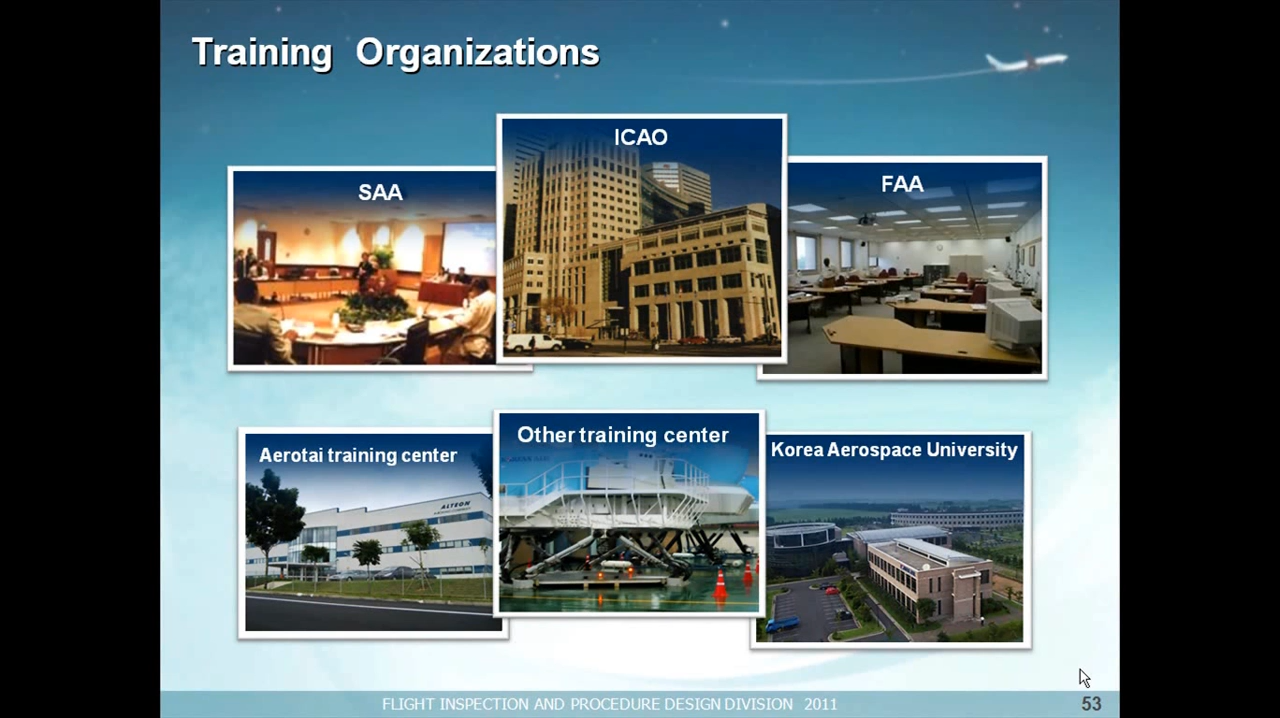 Training Organizations
ICAO
SAA
FAA
Other training center
Aerotai training center
Korea Aerospace University
ALTEON
FLIGHT INSPECTION AND PROCEDURE DESIGN DIVISION 2011
53